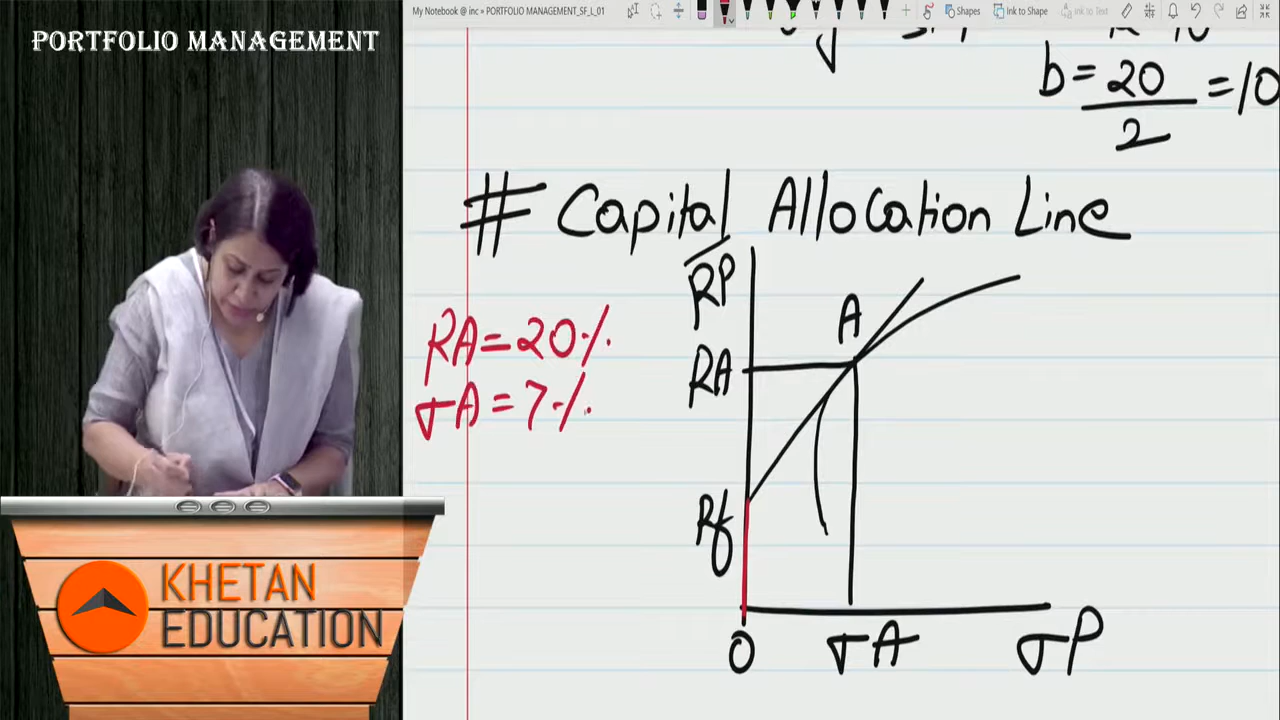 My Notebook @ inc » PORTFOLIO MANAGEMENT_SF_L_01
Shapes
Ink to Shape
Ink to Text
PORTFOLIO MANAGEMENT
b = 20 = 10
2
# Capital Allocation Line
RP
A
RA = 20%
RA
σA = 7%
Rf
0
σA
σP
KHETAN
EDUCATION